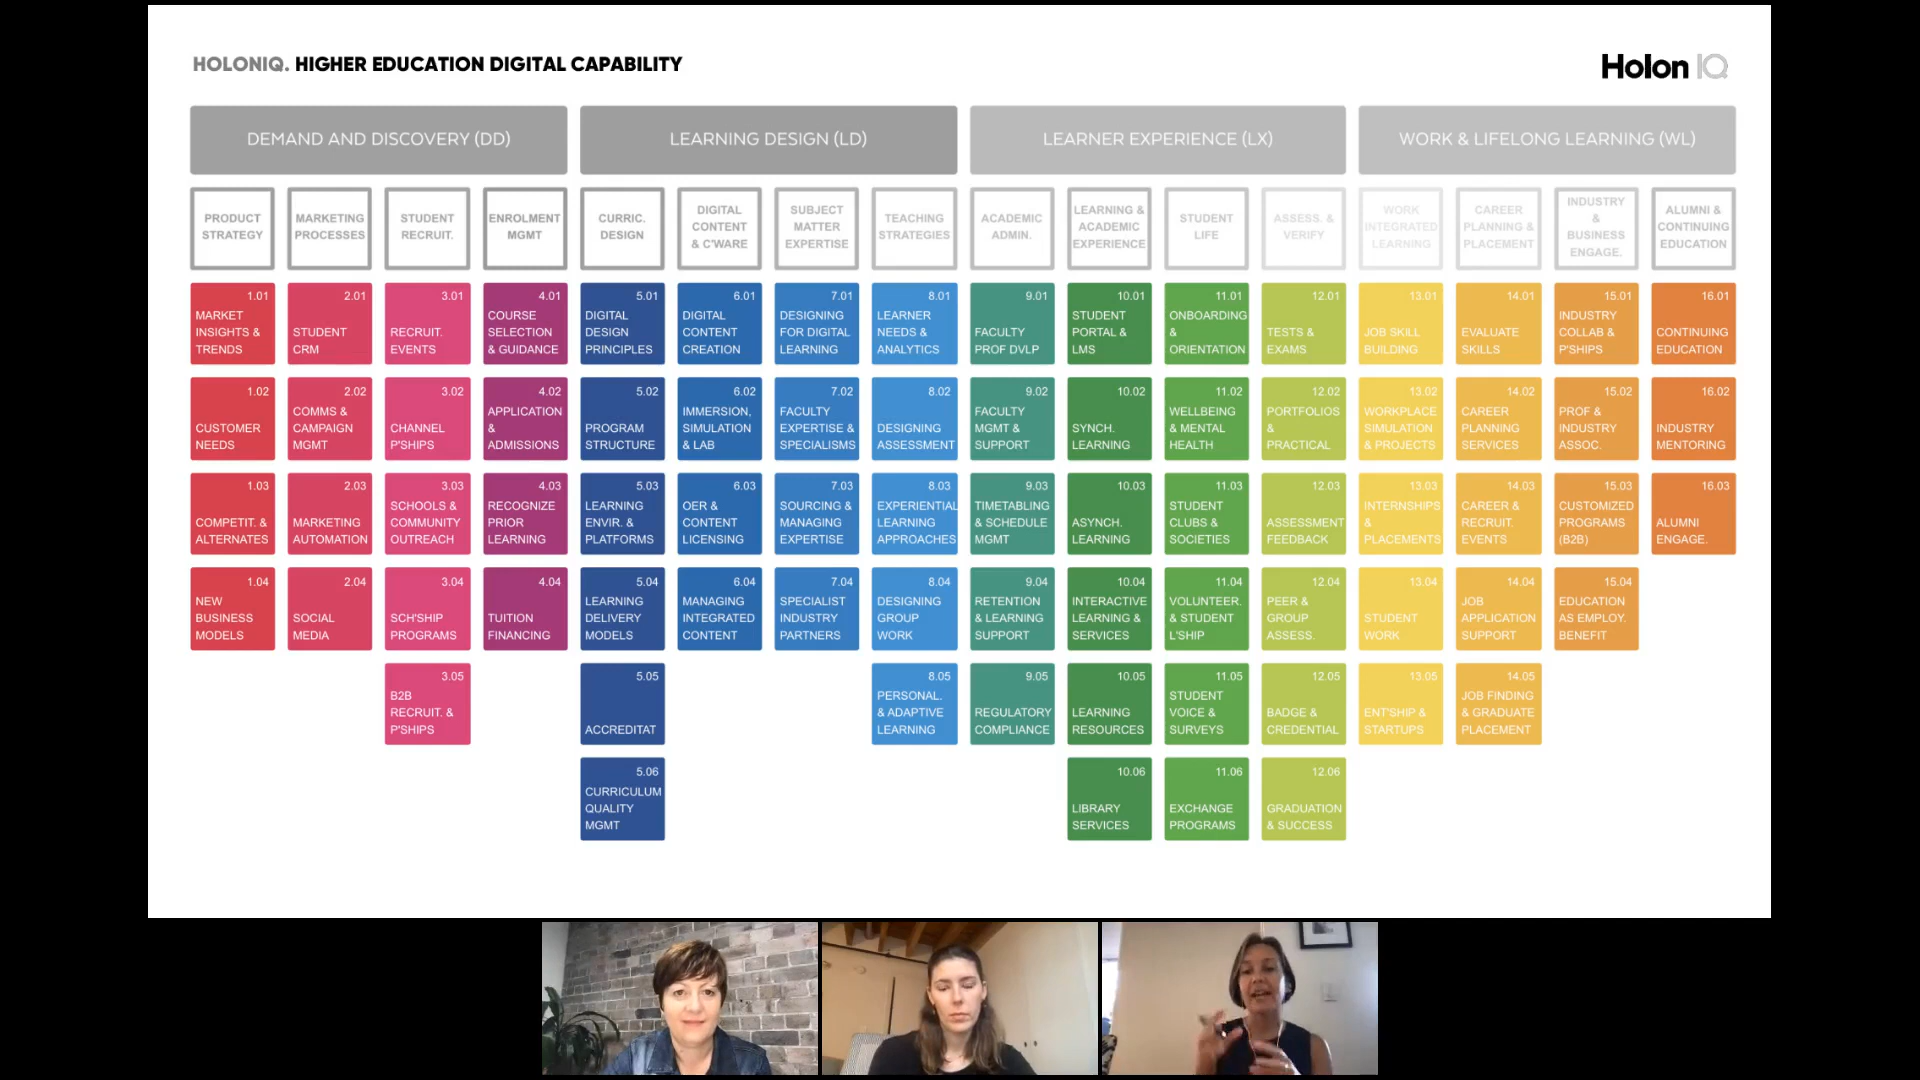 HOLONIQ. HIGHER EDUCATION DIGITAL CAPABILITY
Holon IQ
DEMAND AND DISCOVERY (DD)
LEARNING DESIGN (LD)
LEARNER EXPERIENCE (LX)
WORK & LIFELONG LEARNING (WL)
PRODUCT
STRATEGY
MARKETING
PROCESSES
STUDENT
RECRUIT.
ENROLMENT
MGMT
CURRIC.
DESIGN
DIGITAL
CONTENT
& C'WARE
SUBJECT
MATTER
EXPERTISE
TEACHING
STRATEGIES
ACADEMIC
ADMIN.
LEARNING &
ACADEMIC
EXPERIENCE
STUDENT
LIFE
ASSESS. &
VERIFY
WORK
INTEGRATED
LEARNING
CAREER
PLANNING &
PLACEMENT
INDUSTRY
&
BUSINESS
ENGAGE.
ALUMNI &
CONTINUING
EDUCATION
1.01
MARKET
INSIGHTS &
TRENDS
2.01
STUDENT
CRM
3.01
RECRUIT.
EVENTS
4.01
COURSE
SELECTION
& GUIDANCE
5.01
DIGITAL
DESIGN
PRINCIPLES
6.01
DIGITAL
CONTENT
CREATION
7.01
DESIGNING
FOR DIGITAL
LEARNING
8.01
LEARNER
NEEDS &
ANALYTICS
9.01
FACULTY
PROF DVLP
10.01
STUDENT
PORTAL &
LMS
11.01
ONBOARDING
&
ORIENTATION
12.01
TESTS &
EXAMS
13.01
JOB SKILL
BUILDING
14.01
EVALUATE
SKILLS
15.01
INDUSTRY
COLLAB &
P'SHIPS
16.01
CONTINUING
EDUCATION
1.02
CUSTOMER
NEEDS
2.02
COMMS &
CAMPAIGN
MGMT
3.02
CHANNEL
P'SHIPS
4.02
APPLICATION
&
ADMISSIONS
5.02
PROGRAM
STRUCTURE
6.02
IMMERSION,
SIMULATION
& LAB
7.02
FACULTY
EXPERTISE &
SPECIALISMS
8.02
DESIGNING
ASSESSMENT
9.02
FACULTY
MGMT &
SUPPORT
10.02
SYNCH.
LEARNING
11.02
WELLBEING
& MENTAL
HEALTH
12.02
PORTFOLIOS
&
PRACTICAL
13.02
WORKPLACE
SIMULATION
& PROJECTS
14.02
CAREER
PLANNING
SERVICES
15.02
PROF &
INDUSTRY
ASSOC.
16.02
INDUSTRY
MENTORING
1.03
COMPETIT. &
ALTERNATES
2.03
MARKETING
AUTOMATION
3.03
SCHOOLS &
COMMUNITY
OUTREACH
4.03
RECOGNIZE
PRIOR
LEARNING
5.03
LEARNING
ENVIR. &
PLATFORMS
6.03
OER &
CONTENT
LICENSING
7.03
SOURCING &
MANAGING
EXPERTISE
8.03
EXPERIENTIAL
LEARNING
APPROACHES
9.03
TIMETABLING
& SCHEDULE
MGMT
10.03
ASYNCH.
LEARNING
11.03
STUDENT
CLUBS &
SOCIETIES
12.03
ASSESSMENT
FEEDBACK
13.03
INTERNSHIPS
&
PLACEMENTS
14.03
CAREER &
RECRUIT.
EVENTS
15.03
CUSTOMIZED
PROGRAMS
(B2B)
16.03
ALUMNI
ENGAGE.
1.04
NEW
BUSINESS
MODELS
2.04
SOCIAL
MEDIA
3.04
SCH'SHIP
PROGRAMS
4.04
TUITION
FINANCING
5.04
LEARNING
DELIVERY
MODELS
6.04
MANAGING
INTEGRATED
CONTENT
7.04
SPECIALIST
INDUSTRY
PARTNERS
8.04
DESIGNING
GROUP
WORK
9.04
RETENTION
& LEARNING
SUPPORT
10.04
INTERACTIVE
LEARNING &
SERVICES
11.04
VOLUNTEER.
& STUDENT
L'SHIP
12.04
PEER &
GROUP
ASSESS.
13.04
STUDENT
WORK
14.04
JOB
APPLICATION
SUPPORT
15.04
EDUCATION
AS EMPLOY.
BENEFIT
3.05
B2B
RECRUIT. &
P'SHIPS
5.05
ACCREDITAT
8.05
PERSONAL.
& ADAPTIVE
LEARNING
9.05
REGULATORY
COMPLIANCE
10.05
LEARNING
RESOURCES
11.05
STUDENT
VOICE &
SURVEYS
12.05
BADGE &
CREDENTIAL
13.05
ENT'SHIP &
STARTUPS
14.05
JOB FINDING
& GRADUATE
PLACEMENT
5.06
CURRICULUM
QUALITY
MGMT
10.06
LIBRARY
SERVICES
11.06
EXCHANGE
PROGRAMS
12.06
GRADUATION
& SUCCESS